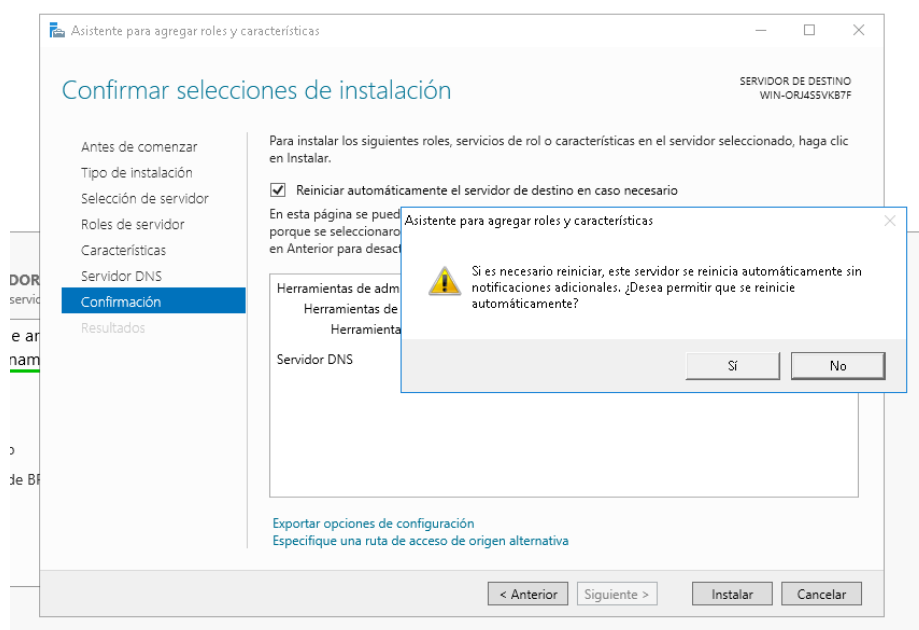 Asistente para agregar roles y características
Confirmar selecciones de instalación
SERVIDOR DE DESTINO
WIN-ORJ4S5VKB7F
Antes de comenzar
Tipo de instalación
Selección de servidor
Roles de servidor
Características
Servidor DNS
Confirmación
Resultados
Para instalar los siguientes roles, servicios de rol o características en el servidor seleccionado, haga clic
en Instalar.
Reiniciar automáticamente el servidor de destino en caso necesario
En esta página se pued
porque se seleccionaro
en Anterior para desact
Herramientas de adm
Herramientas de
Herramienta
Servidor DNS
Asistente para agregar roles y características
Si es necesario reiniciar, este servidor se reinicia automáticamente sin
notificaciones adicionales. ¿Desea permitir que se reinicie
automáticamente?
Sí
No
Exportar opciones de configuración
Especifique una ruta de acceso de origen alternativa
< Anterior
Siguiente >
Instalar
Cancelar
DOR
servic
e ar
nam
o
de BF